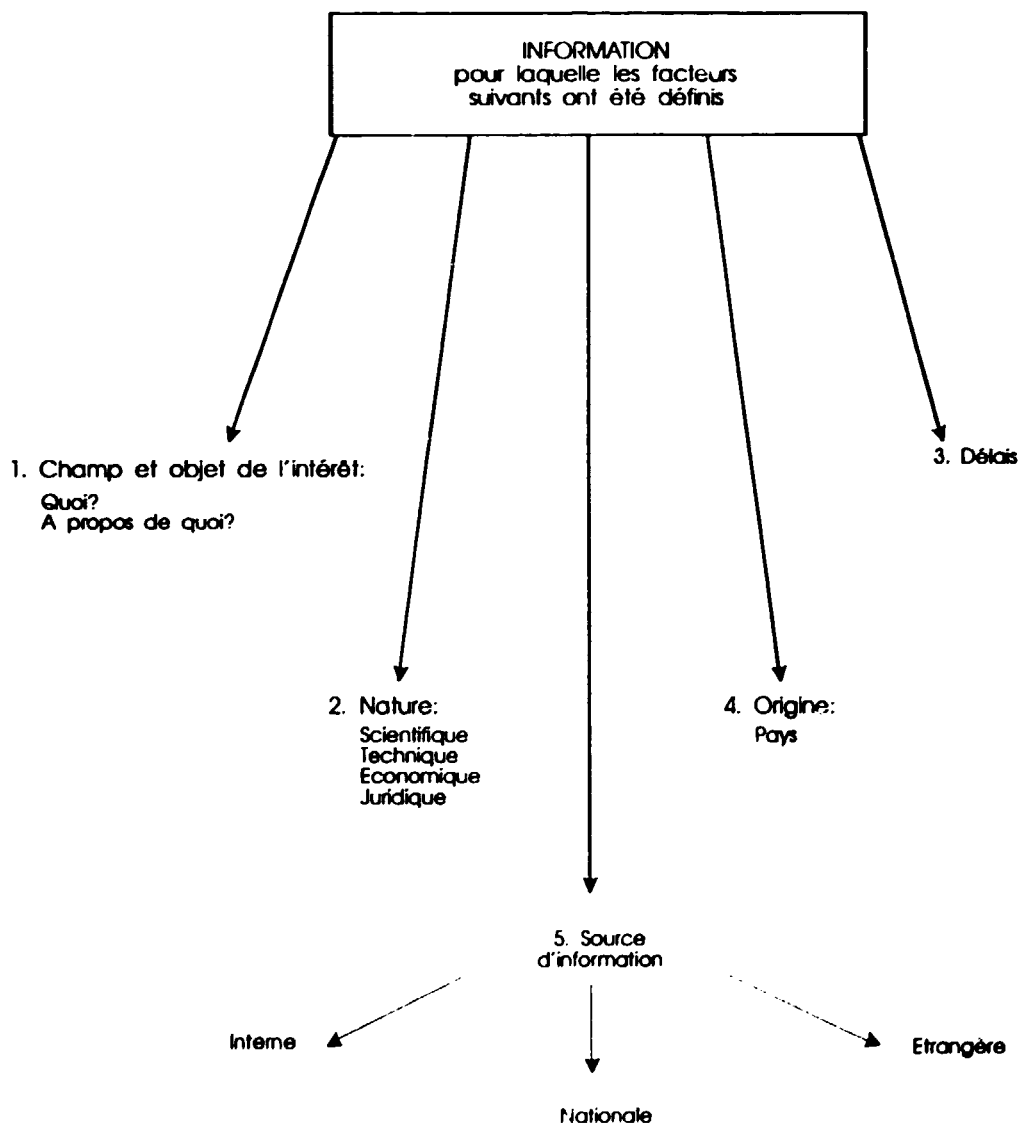 INFORMATION
pour laquelle les facteurs
suivants ont été définis
1. Champ et objet de l'intérêt:
Quoi?
A propos de quoi?
3. Délais
2. Nature:
Scientifique
Technique
Economique
Juridique
4. Origine:
Pays
5. Source
d'information
Interne
Etrangère
Nationale